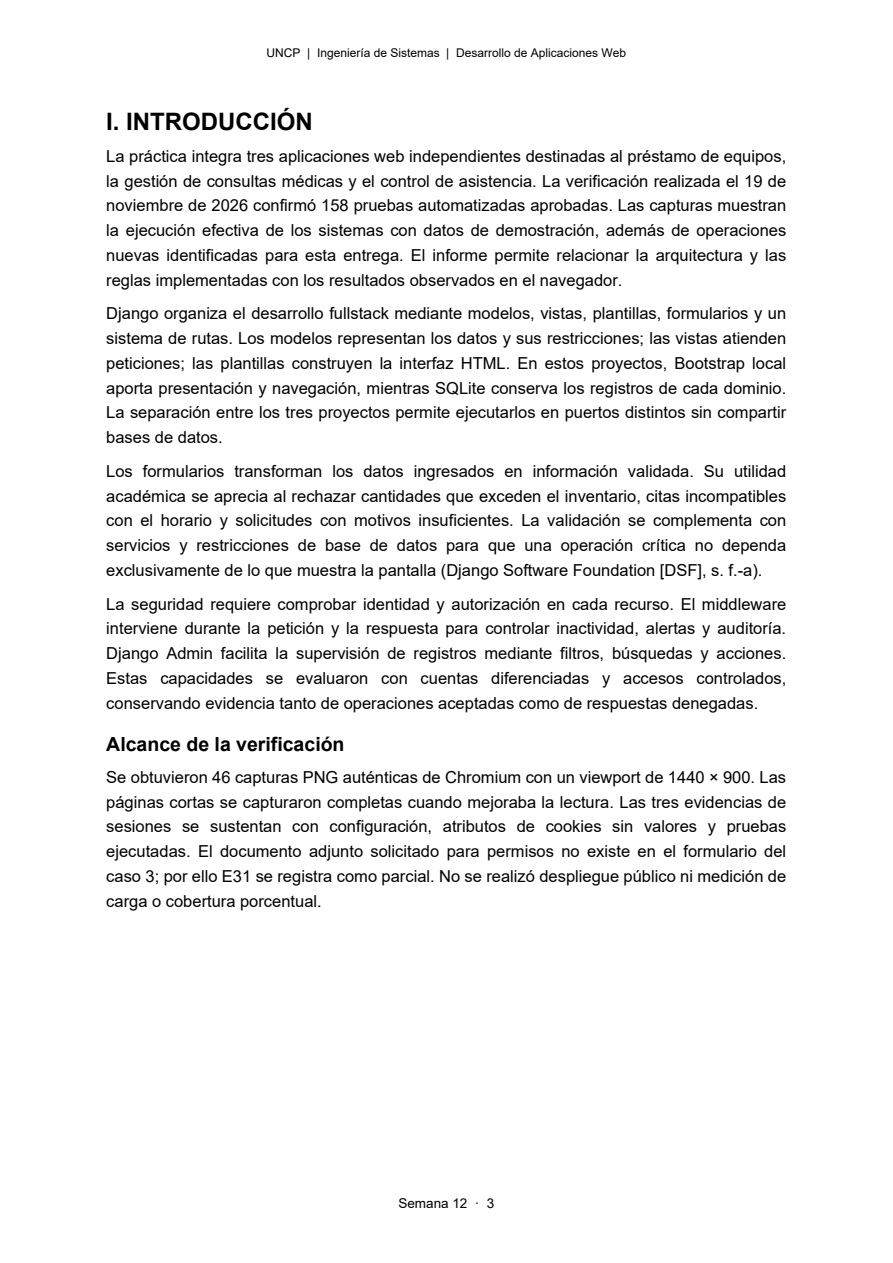 UNCP | Ingeniería de Sistemas | Desarrollo de Aplicaciones Web
I. INTRODUCCIÓN
La práctica integra tres aplicaciones web independientes destinadas al préstamo de equipos,
la gestión de consultas médicas y el control de asistencia. La verificación realizada el 19 de
noviembre de 2026 confirmó 158 pruebas automatizadas aprobadas. Las capturas muestran
la ejecución efectiva de los sistemas con datos de demostración, además de operaciones
nuevas identificadas para esta entrega. El informe permite relacionar la arquitectura y las
reglas implementadas con los resultados observados en el navegador.
Django organiza el desarrollo fullstack mediante modelos, vistas, plantillas, formularios y un
sistema de rutas. Los modelos representan los datos y sus restricciones; las vistas atienden
peticiones; las plantillas construyen la interfaz HTML. En estos proyectos, Bootstrap local
aporta presentación y navegación, mientras SQLite conserva los registros de cada dominio.
La separación entre los tres proyectos permite ejecutarlos en puertos distintos sin compartir
bases de datos.
Los formularios transforman los datos ingresados en información validada. Su utilidad
académica se aprecia al rechazar cantidades que exceden el inventario, citas incompatibles
con el horario y solicitudes con motivos insuficientes. La validación se complementa con
servicios y restricciones de base de datos para que una operación crítica no dependa
exclusivamente de lo que muestra la pantalla (Django Software Foundation [DSF], s. f.-a).
La seguridad requiere comprobar identidad y autorización en cada recurso. El middleware
interviene durante la petición y la respuesta para controlar inactividad, alertas y auditoría.
Django Admin facilita la supervisión de registros mediante filtros, búsquedas y acciones.
Estas capacidades se evaluaron con cuentas diferenciadas y accesos controlados,
conservando evidencia tanto de operaciones aceptadas como de respuestas denegadas.
Alcance de la verificación
Se obtuvieron 46 capturas PNG auténticas de Chromium con un viewport de 1440 × 900. Las
páginas cortas se capturaron completas cuando mejoraba la lectura. Las tres evidencias de
sesiones se sustentan con configuración, atributos de cookies sin valores y pruebas
ejecutadas. El documento adjunto solicitado para permisos no existe en el formulario del
caso 3; por ello E31 se registra como parcial. No se realizó despliegue público ni medición de
carga o cobertura porcentual.
Semana 12 · 3